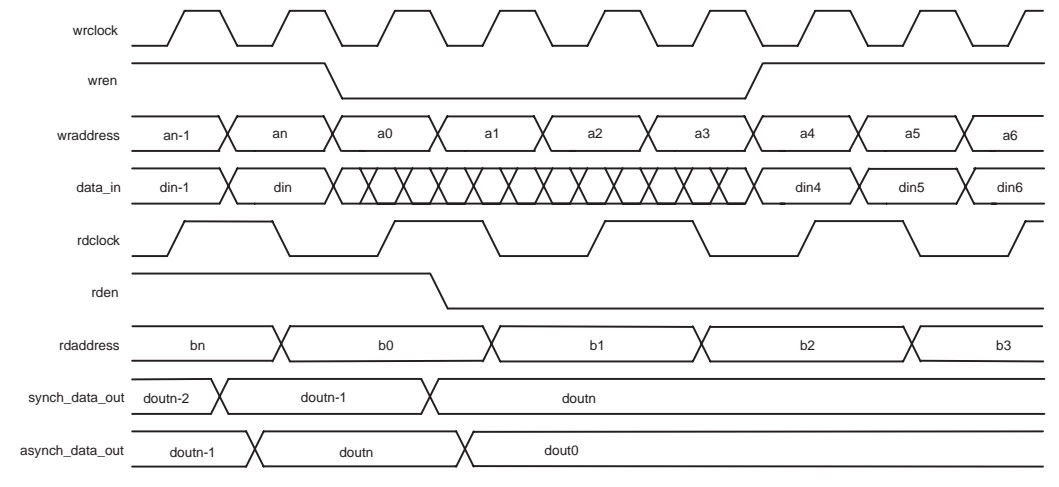 wrclock
wren
wraddress an-1 an a0 a1 a2 a3 a4 a5 a6
data_in din-1 din din4 din5 din6
rdclock
rden
rdaddress bn b0 b1 b2 b3
synch_data_out doutn-2 doutn-1 doutn
asynch_data_out doutn-1 doutn dout0